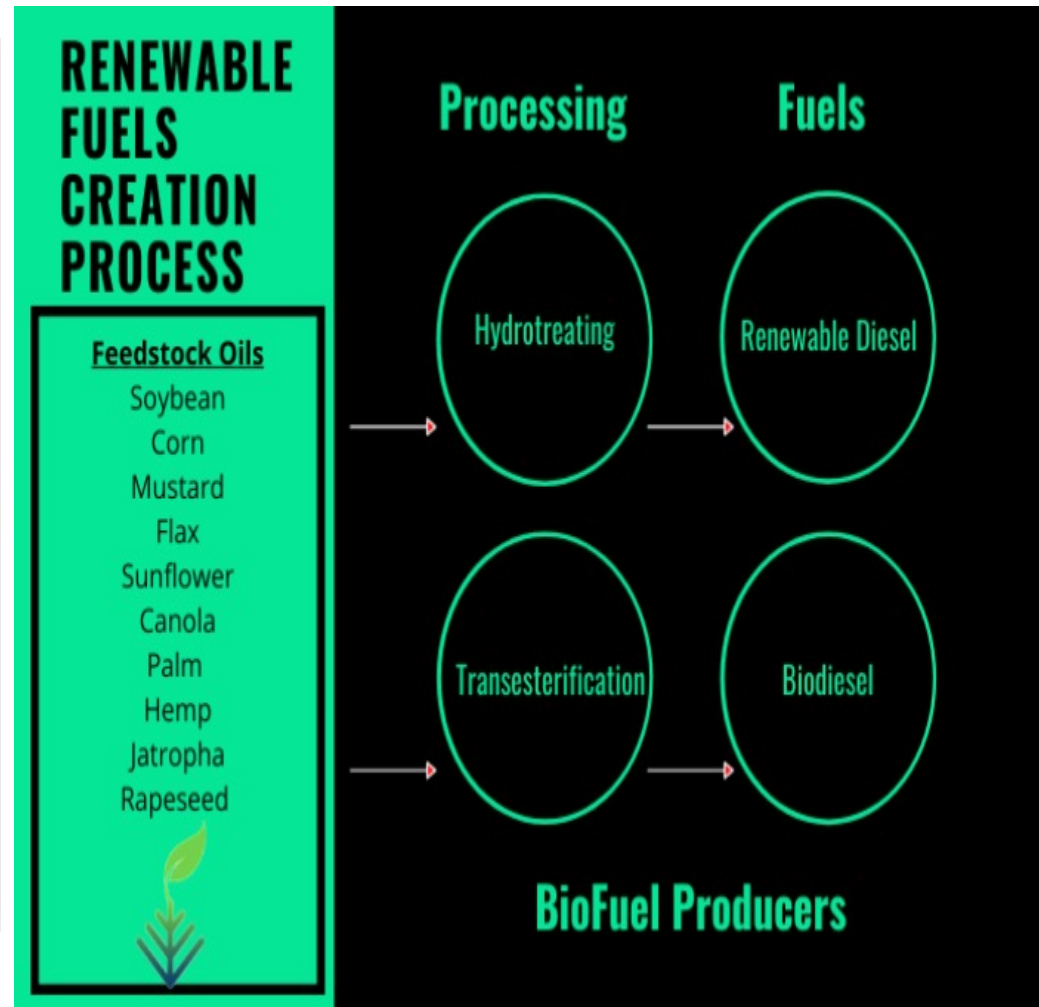 RENEWABLE
FUELS
CREATION
PROCESS
Feedstock Oils
Soybean
Corn
Mustard
Flax
Sunflower
Canola
Palm
Hemp
Jatropha
Rapeseed
Processing
Fuels
Hydrotreating
Renewable Diesel
Transesterification
Biodiesel
BioFuel Producers